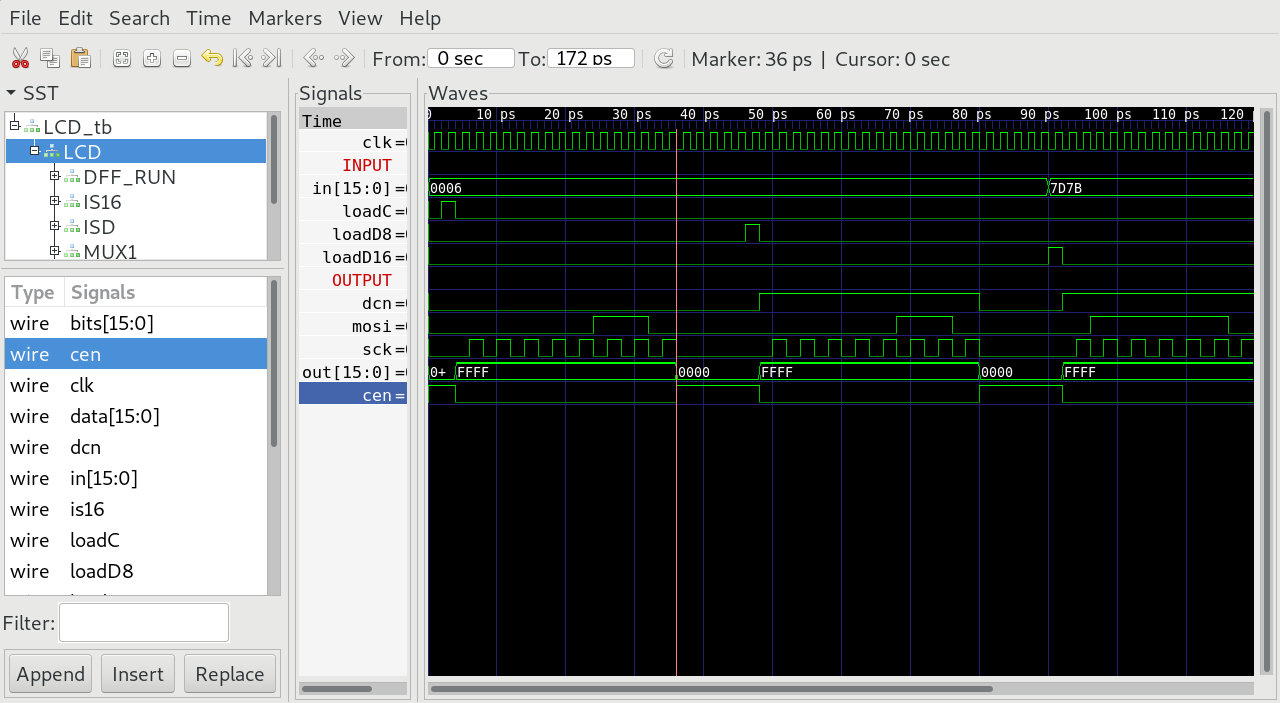 File Edit Search Time Markers View Help
From: 0 sec To: 172 ps Marker: 36 ps | Cursor: 0 sec
SST
LCD_tb
LCD
DFF_RUN
IS16
ISD
MUX1
Type Signals
wire bits[15:0]
wire cen
wire clk
wire data[15:0]
wire dcn
wire in[15:0]
wire is16
wire loadC
wire loadD8
Filter:
Append Insert Replace
Signals
Time
clk=
INPUT
in[15:0]=
loadC=
loadD8=
loadD16=
OUTPUT
dcn=
mosi=
sck=
out[15:0]=
cen=
Waves
0 10 ps 20 ps 30 ps 40 ps 50 ps 60 ps 70 ps 80 ps 90 ps 100 ps 110 ps 120
0006 7D7B
0+ FFFF 0000 FFFF 0000 FFFF